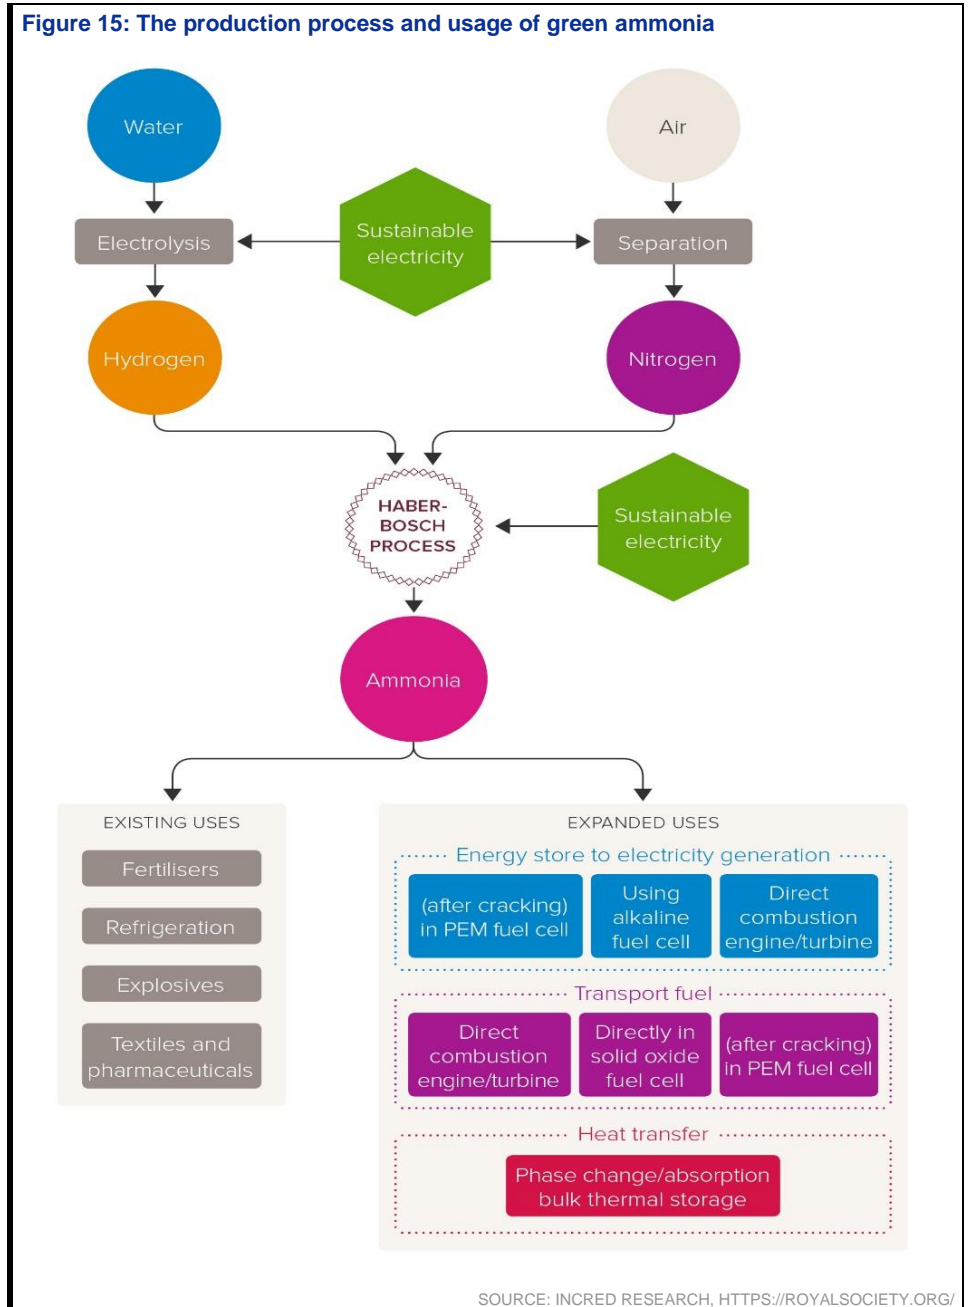 Figure 15: The production process and usage of green ammonia
Water
Air
Sustainable
electricity
Electrolysis
Separation
Hydrogen
Nitrogen
HABER-
BOSCH
PROCESS
Sustainable
electricity
Ammonia
EXISTING USES
Fertilisers
Refrigeration
Explosives
Textiles and
pharmaceuticals
EXPANDED USES
Energy store to electricity generation
(after cracking)
in PEM fuel cell
Using
alkaline
fuel cell
Direct
combustion
engine/turbine
Transport fuel
Direct
combustion
engine/turbine
Directly in
solid oxide
fuel cell
(after cracking)
in PEM fuel cell
Heat transfer
Phase change/absorption
bulk thermal storage
SOURCE: INCRED RESEARCH, HTTPS://ROYALSOCIETY.ORG/